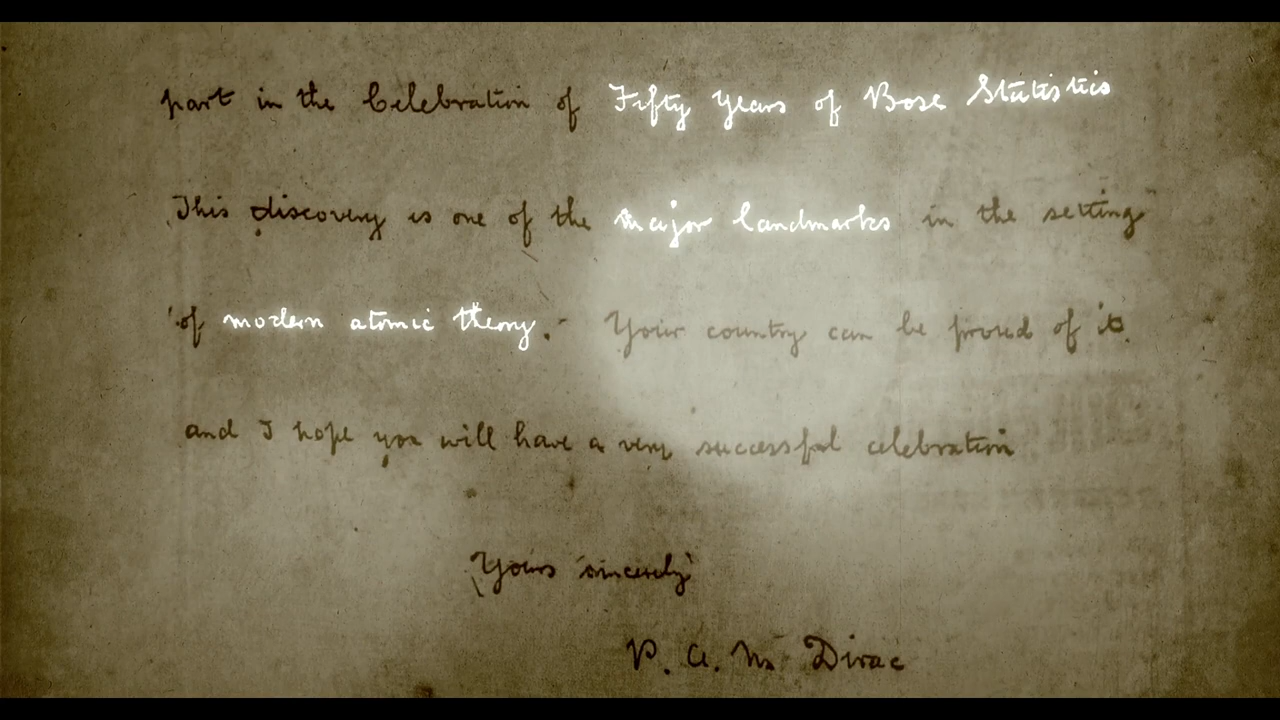 part in the Celebration of Fifty Years of Bose Statistics
This discovery is one of the major landmarks in the setting
of modern atomic theory. Your country can be proud of it.
and I hope you will have a very successful celebration
Yours sincerely
P. A. M. Dirac